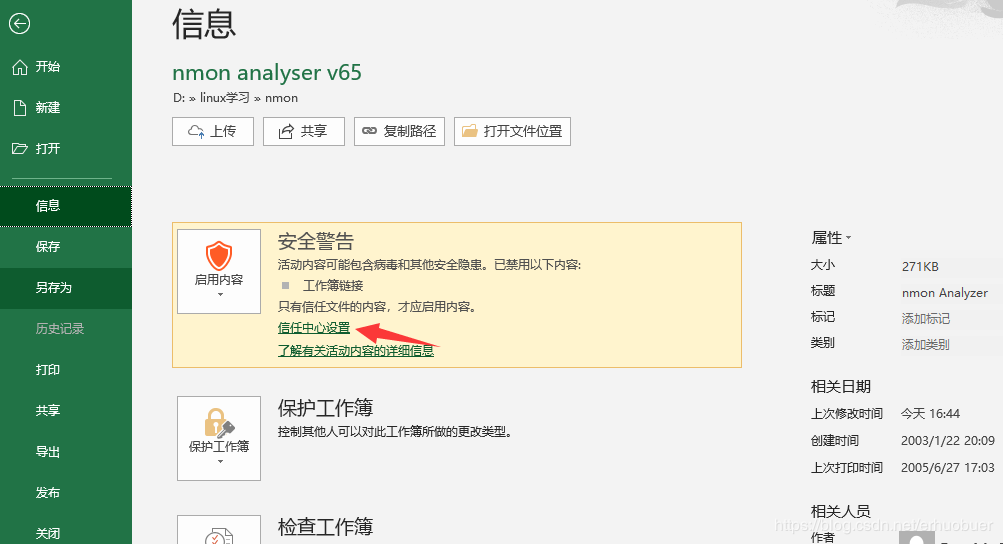 信息
nmon analyser v65
D: » linux学习 » nmon
上传
共享
复制路径
打开文件位置
开始
新建
打开
信息
保存
另存为
历史记录
打印
共享
导出
发布
关闭
启用内容
安全警告
活动内容可能包含病毒和其他安全隐患。已禁用以下内容:
工作簿链接
只有信任文件的内容，才应启用内容。
信任中心设置
了解有关活动内容的详细信息
保护工作簿
保护工作簿
控制其他人可以对此工作簿所做的更改类型。
检查工作簿
属性
大小 271KB
标题 nmon Analyzer
标记 添加标记
类别 添加类别
相关日期
上次修改时间 今天 16:44
创建时间 2003/1/22 20:09
上次打印时间 2005/6/27 17:03
相关人员
作者
https://blog.csdn.net/erhuobuer